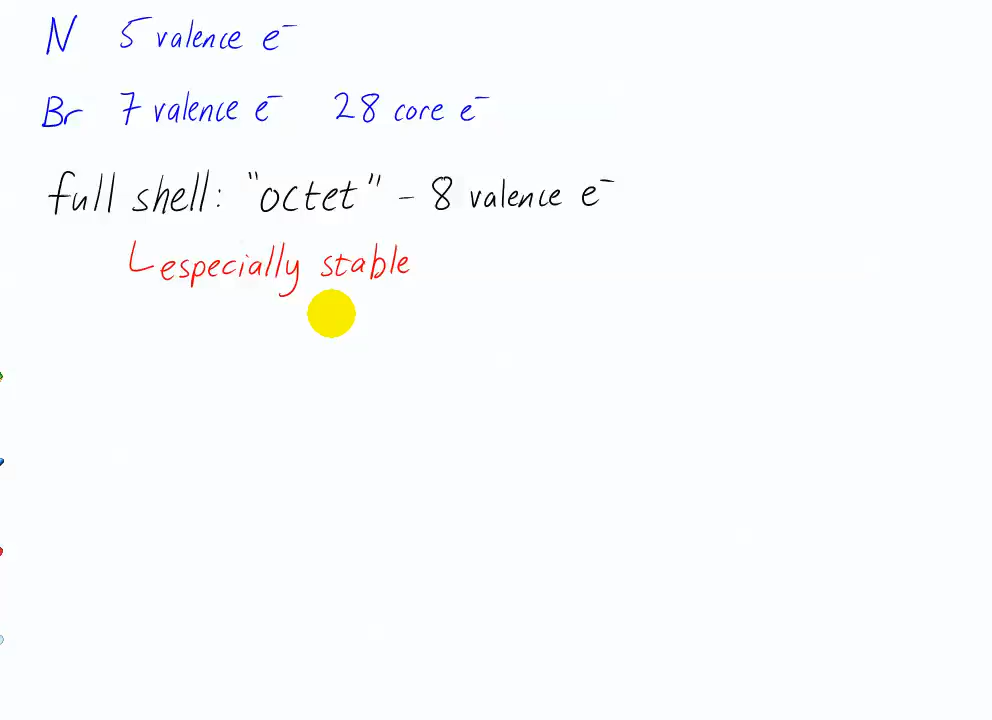 N 5 valence e⁻
Br 7 valence e⁻ 28 core e⁻
full shell: "octet" - 8 valence e⁻
especially stable